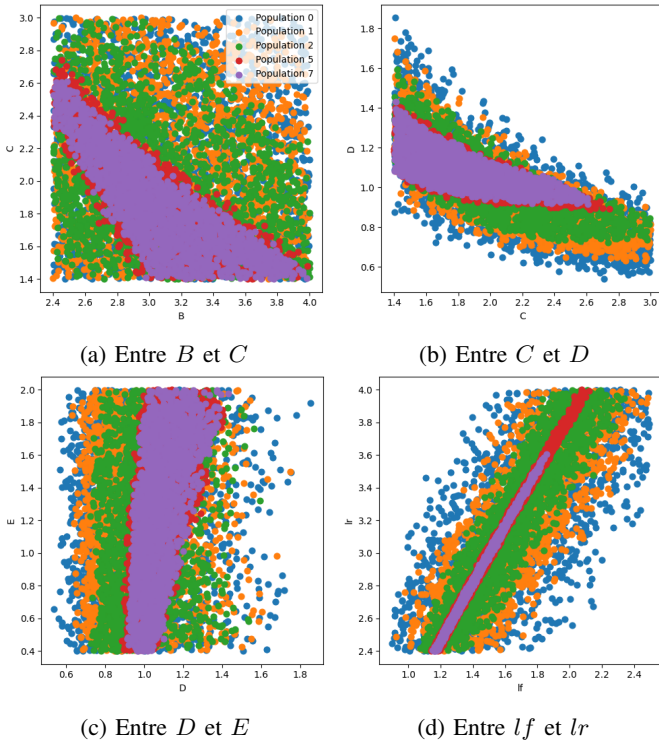 3.0
2.8
2.6
2.4
2.2
2.0
1.8
1.6
1.4
C
2.4 2.6 2.8 3.0 3.2 3.4 3.6 3.8 4.0
B
Population 0
Population 1
Population 2
Population 5
Population 7
(a) Entre B et C
1.8
1.6
1.4
1.2
1.0
0.8
0.6
D
1.4 1.6 1.8 2.0 2.2 2.4 2.6 2.8 3.0
C
(b) Entre C et D
2.0
1.8
1.6
1.4
1.2
1.0
0.8
0.6
0.4
E
0.6 0.8 1.0 1.2 1.4 1.6 1.8
D
(c) Entre D et E
4.0
3.8
3.6
3.4
3.2
3.0
2.8
2.6
2.4
lr
1.0 1.2 1.4 1.6 1.8 2.0 2.2 2.4
lf
(d) Entre lf et lr